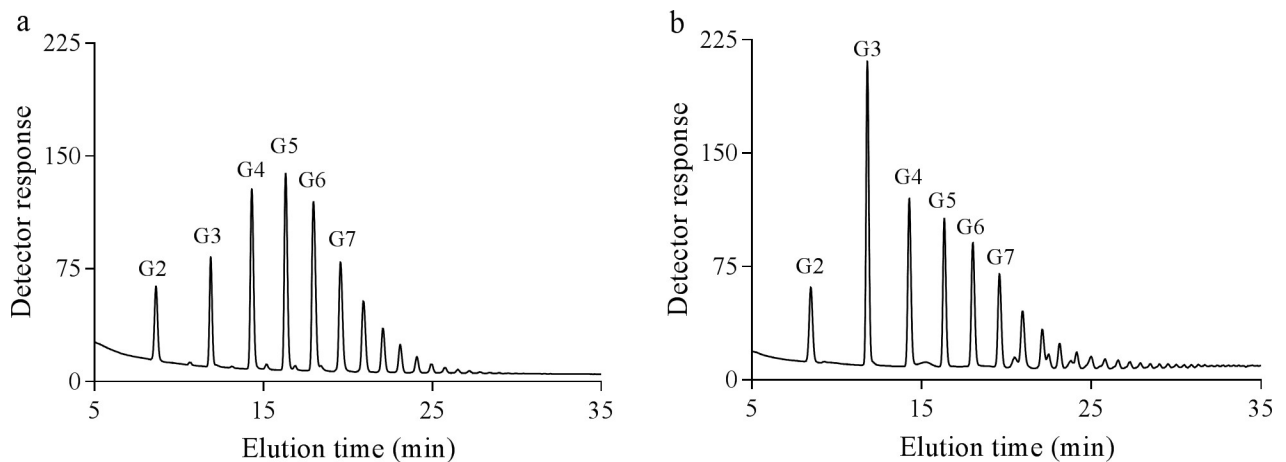 a
225
150
75
0
Detector response
G2
G3
G4
G5
G6
G7
5
15
25
35
Elution time (min)
b
225
150
75
0
Detector response
G2
G3
G4
G5
G6
G7
5
15
25
35
Elution time (min)